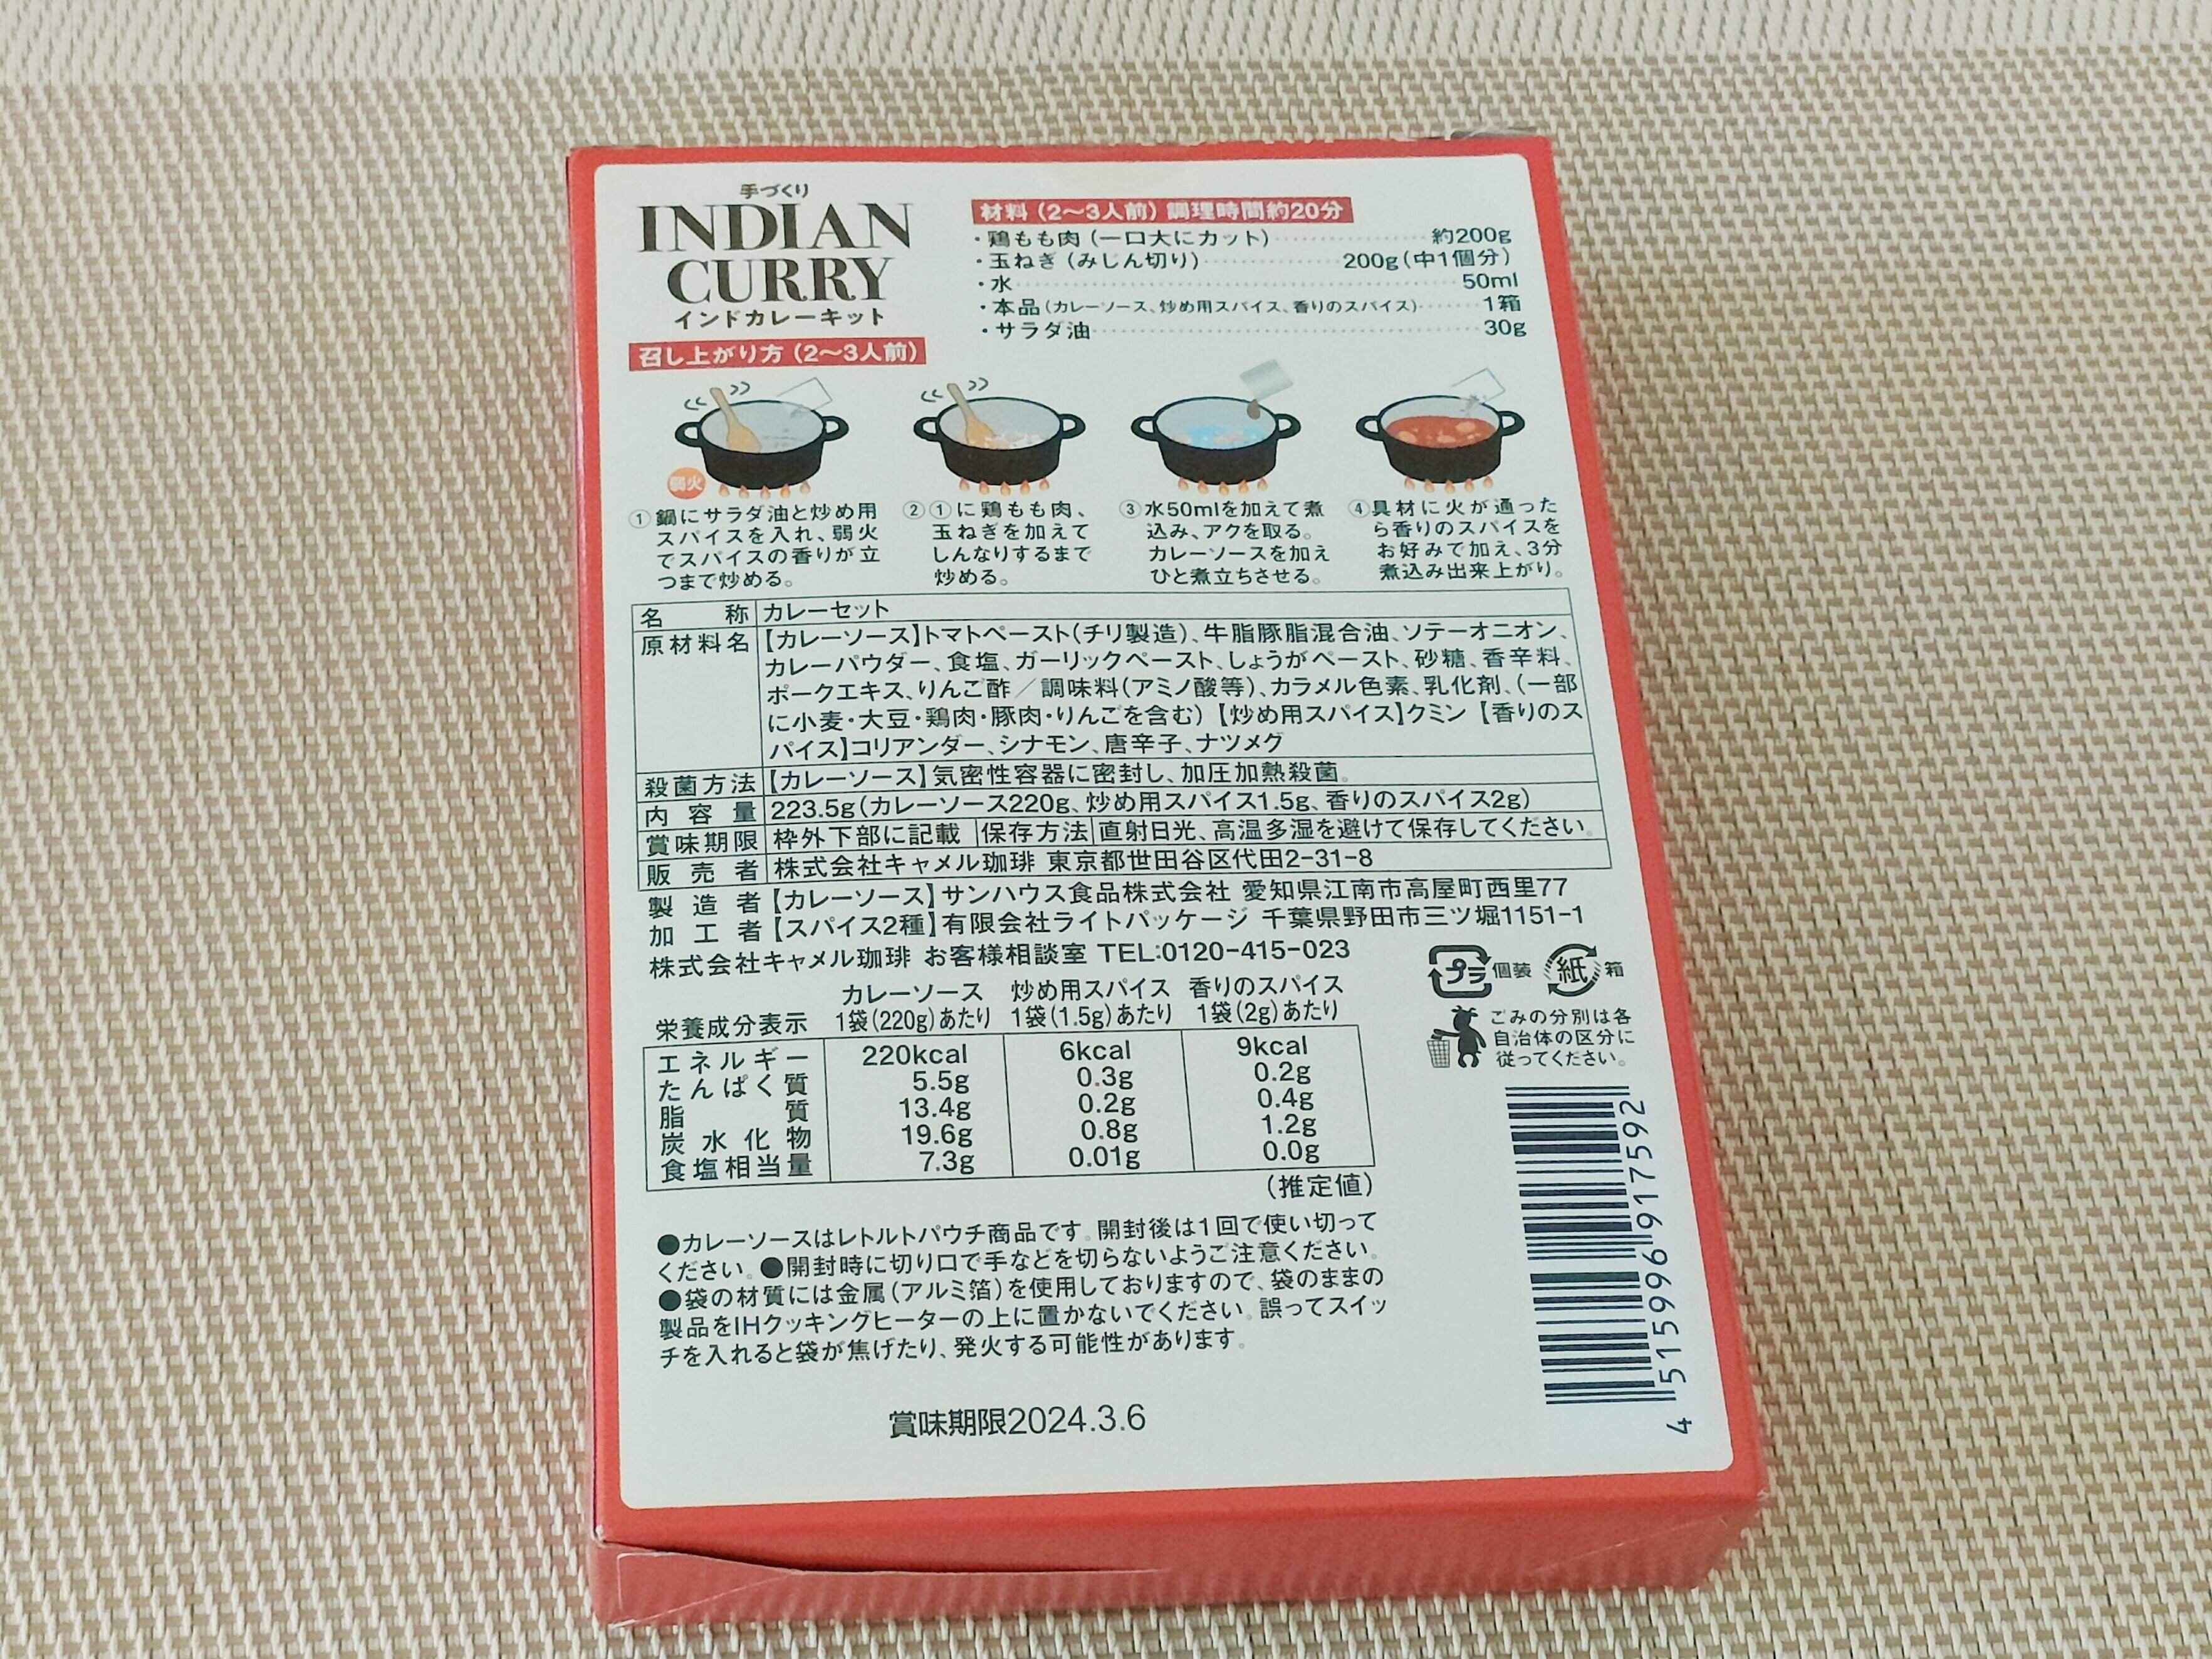 手づくり
INDIAN
CURRY
インドカレーキット
材料（2〜3人前）調理時間約20分
・鶏もも肉（一口大にカット）……………約200g
・玉ねぎ（みじん切り）……………200g（中1個分）
・水……………50ml
・本品（カレーソース、炒め用スパイス、香りのスパイス）……1箱
・サラダ油……………30g
召し上がり方（2〜3人前）
弱火
①鍋にサラダ油と炒め用
スパイスを入れ、弱火
でスパイスの香りが立
つまで炒める。
②①に鶏もも肉、
玉ねぎを加えて
しんなりするまで
炒める。
③水50mlを加えて煮
込み、アクを取る。
カレーソースを加え
ひと煮立ちさせる。
④具材に火が通った
ら香りのスパイスを
お好みで加え、3分
煮込み出来上がり。
名称 カレーセット
原材料名 【カレーソース】トマトペースト（チリ製造）、牛脂豚脂混合油、ソテーオニオン、
カレーパウダー、食塩、ガーリックペースト、しょうがペースト、砂糖、香辛料、
ポークエキス、りんご酢／調味料（アミノ酸等）、カラメル色素、乳化剤、（一部
に小麦・大豆・鶏肉・豚肉・りんごを含む）【炒め用スパイス】クミン【香りのス
パイス】コリアンダー、シナモン、唐辛子、ナツメグ
殺菌方法 【カレーソース】気密性容器に密封し、加圧加熱殺菌。
内容量 223.5g（カレーソース220g、炒め用スパイス1.5g、香りのスパイス2g）
賞味期限 枠外下部に記載 保存方法 直射日光、高温多湿を避けて保存してください。
販売者 株式会社キャメル珈琲 東京都世田谷区代田2-31-8
製造者【カレーソース】サンハウス食品株式会社 愛知県江南市高屋町西里77
加工者【スパイス2種】有限会社ライトパッケージ 千葉県野田市三ツ堀1151-1
株式会社キャメル珈琲 お客様相談室 TEL:0120-415-023
プラ 個装 紙 箱
ごみの分別は各
自治体の区分に
従ってください。
カレーソース 炒め用スパイス 香りのスパイス
栄養成分表示 1袋（220g）あたり 1袋（1.5g）あたり 1袋（2g）あたり
エネルギー 220kcal 6kcal 9kcal
たんぱく質 5.5g 0.3g 0.2g
脂質 13.4g 0.2g 0.4g
炭水化物 19.6g 0.8g 1.2g
食塩相当量 7.3g 0.01g 0.0g
（推定値）
●カレーソースはレトルトパウチ商品です。開封後は1回で使い切って
ください。●開封時に切り口で手などを切らないようご注意ください。
●袋の材質には金属（アルミ箔）を使用しておりますので、袋のままの
製品をIHクッキングヒーターの上に置かないでください。誤ってスイッ
チを入れると袋が焦げたり、発火する可能性があります。
賞味期限2024.3.6
4 515996 917592